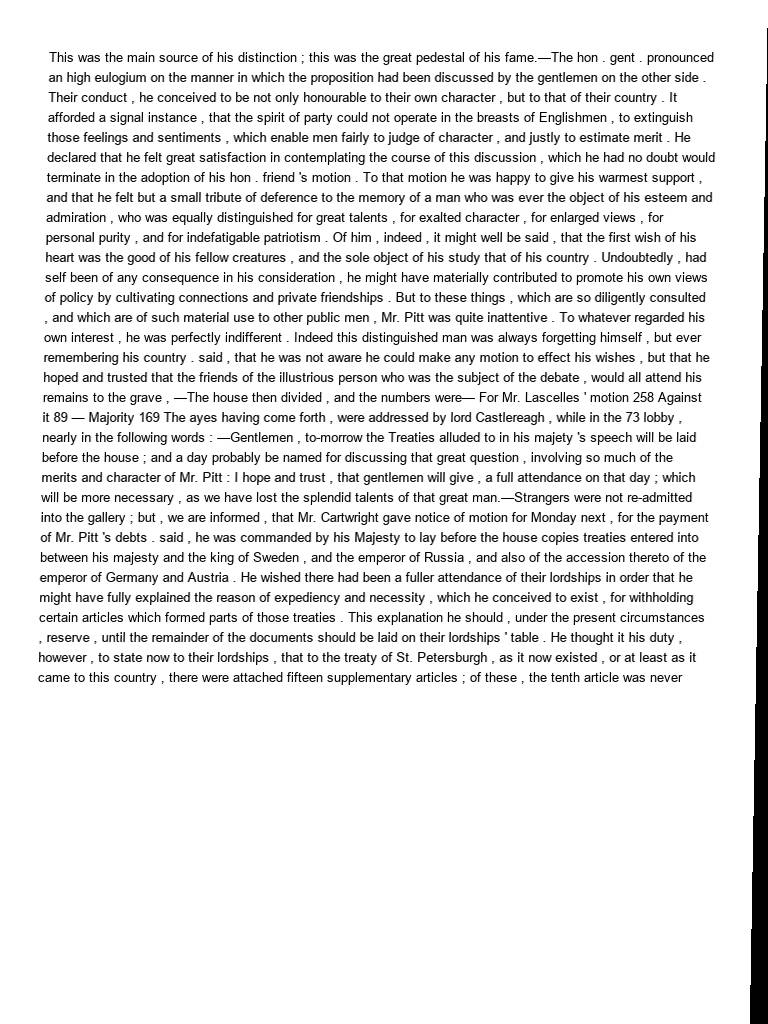 This was the main source of his distinction ; this was the great pedestal of his fame.—The hon . gent . pronounced
an high eulogium on the manner in which the proposition had been discussed by the gentlemen on the other side .
Their conduct , he conceived to be not only honourable to their own character , but to that of their country . It
afforded a signal instance , that the spirit of party could not operate in the breasts of Englishmen , to extinguish
those feelings and sentiments , which enable men fairly to judge of character , and justly to estimate merit . He
declared that he felt great satisfaction in contemplating the course of this discussion , which he had no doubt would
terminate in the adoption of his hon . friend 's motion . To that motion he was happy to give his warmest support ,
and that he felt but a small tribute of deference to the memory of a man who was ever the object of his esteem and
admiration , who was equally distinguished for great talents , for exalted character , for enlarged views , for
personal purity , and for indefatigable patriotism . Of him , indeed , it might well be said , that the first wish of his
heart was the good of his fellow creatures , and the sole object of his study that of his country . Undoubtedly , had
self been of any consequence in his consideration , he might have materially contributed to promote his own views
of policy by cultivating connections and private friendships . But to these things , which are so diligently consulted
, and which are of such material use to other public men , Mr. Pitt was quite inattentive . To whatever regarded his
own interest , he was perfectly indifferent . Indeed this distinguished man was always forgetting himself , but ever
remembering his country . said , that he was not aware he could make any motion to effect his wishes , but that he
hoped and trusted that the friends of the illustrious person who was the subject of the debate , would all attend his
remains to the grave , —The house then divided , and the numbers were— For Mr. Lascelles ' motion 258 Against
it 89 — Majority 169 The ayes having come forth , were addressed by lord Castlereagh , while in the 73 lobby ,
nearly in the following words : —Gentlemen , to-morrow the Treaties alluded to in his majety 's speech will be laid
before the house ; and a day probably be named for discussing that great question , involving so much of the
merits and character of Mr. Pitt : I hope and trust , that gentlemen will give , a full attendance on that day ; which
will be more necessary , as we have lost the splendid talents of that great man.—Strangers were not re-admitted
into the gallery ; but , we are informed , that Mr. Cartwright gave notice of motion for Monday next , for the payment
of Mr. Pitt 's debts . said , he was commanded by his Majesty to lay before the house copies treaties entered into
between his majesty and the king of Sweden , and the emperor of Russia , and also of the accession thereto of the
emperor of Germany and Austria . He wished there had been a fuller attendance of their lordships in order that he
might have fully explained the reason of expediency and necessity , which he conceived to exist , for withholding
certain articles which formed parts of those treaties . This explanation he should , under the present circumstances
, reserve , until the remainder of the documents should be laid on their lordships ' table . He thought it his duty ,
however , to state now to their lordships , that to the treaty of St. Petersburgh , as it now existed , or at least as it
came to this country , there were attached fifteen supplementary articles ; of these , the tenth article was never